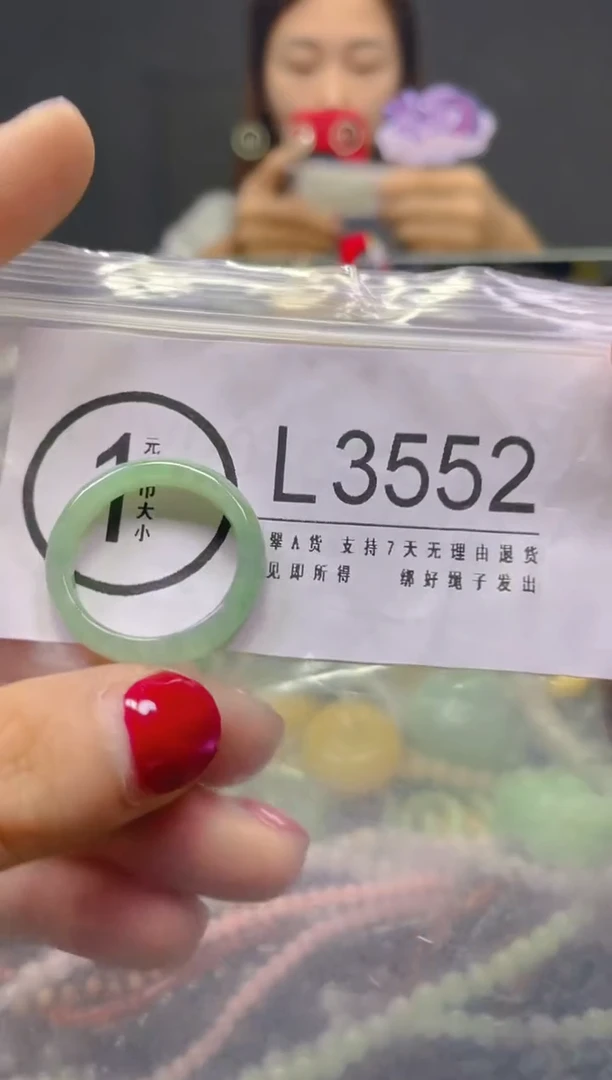 1
元
币
大
小
L3552
翠A货 支持7天无理由退货
见即所得 绑好绳子发出